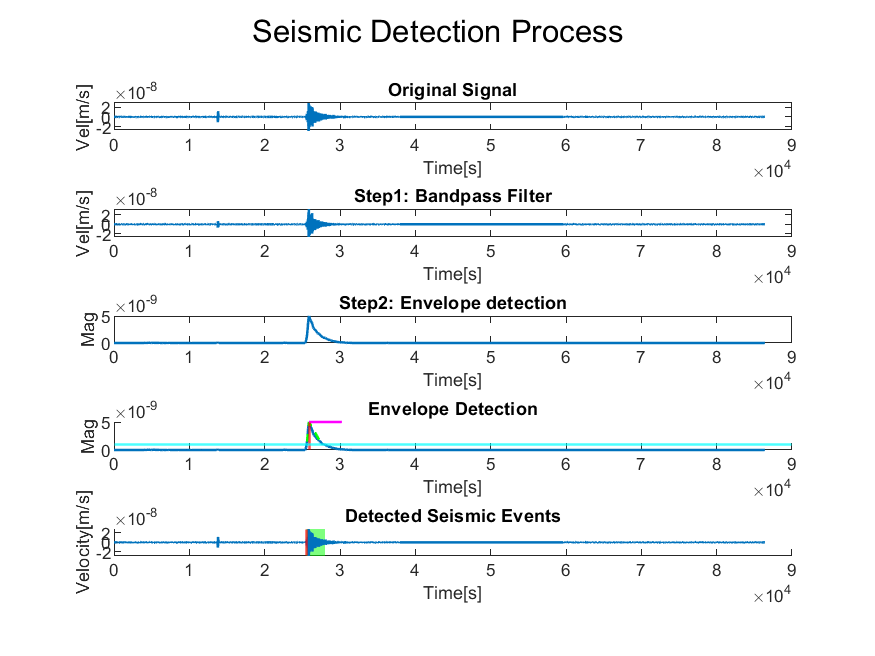 Seismic Detection Process
Original Signal
×10-8
Vel[m/s]
2
0
-2
0 1 2 3 4 5 6 7 8 9
Time[s]
×10^4
Step1: Bandpass Filter
×10-8
Vel[m/s]
2
0
-2
0 1 2 3 4 5 6 7 8 9
Time[s]
×10^4
Step2: Envelope detection
×10-9
Mag
5
0
0 1 2 3 4 5 6 7 8 9
Time[s]
×10^4
Envelope Detection
×10-9
Mag
5
0
0 1 2 3 4 5 6 7 8 9
Time[s]
×10^4
Detected Seismic Events
×10-8
Velocity[m/s]
2
0
-2
0 1 2 3 4 5 6 7 8 9
Time[s]
×10^4